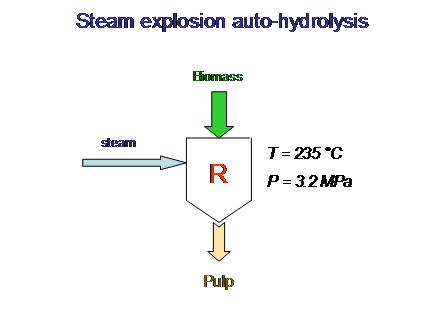 Steam explosion auto-hydrolysis
Biomass
steam
T = 235 °C
R
P = 3.2 MPa
Pulp